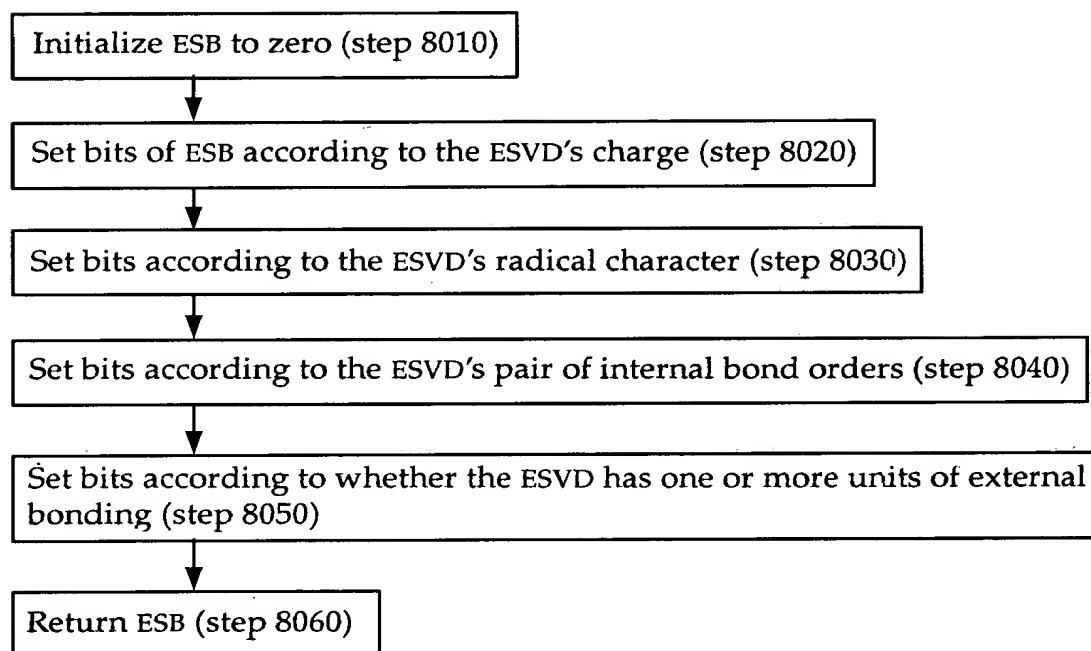 Initialize ESB to zero (step 8010)
Set bits of ESB according to the ESVD's charge (step 8020)
Set bits according to the ESVD's radical character (step 8030)
Set bits according to the ESVD's pair of internal bond orders (step 8040)
Set bits according to whether the ESVD has one or more units of external
bonding (step 8050)
Return ESB (step 8060)